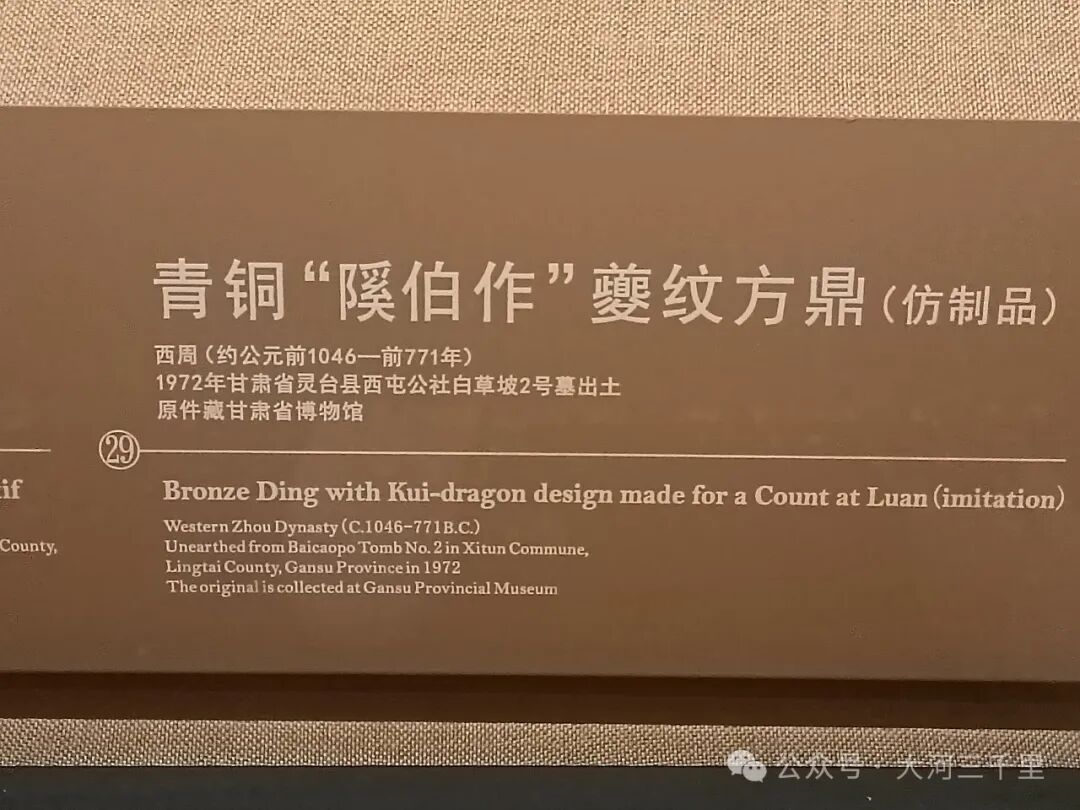 青铜“隥伯作”夔纹方鼎（仿制品）
西周（约公元前1046—前771年）
1972年甘肃省灵台县西屯公社白草坡2号墓出土
原件藏甘肃省博物馆
29
if
Bronze Ding with Kui-dragon design made for a Count at Luan (imitation)
County,
Western Zhou Dynasty (C.1046-771B.C.)
Unearthed from Baicaopo Tomb No. 2 in Xitun Commune,
Lingtai County, Gansu Province in 1972
The original is collected at Gansu Provincial Museum
公众号 · 大河三千里